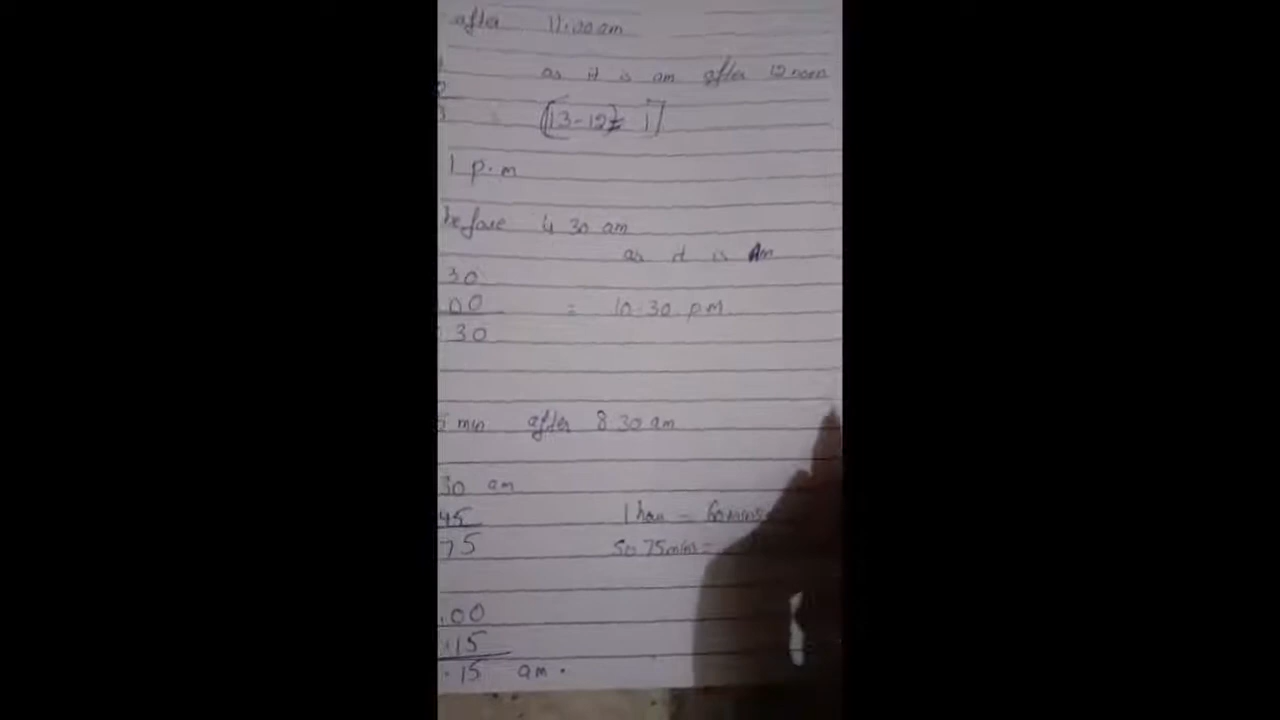 after 11.00 am
as it is am after 12 noon
[(13-12)= 1]
1 p.m
before 4 30 am
as it is Am
30
00 = 10.30 pm
30
min after 8 30 am
30 am
45 1 hour - 60 mins
75 so 75 mins =
.00
.15
.15 am.